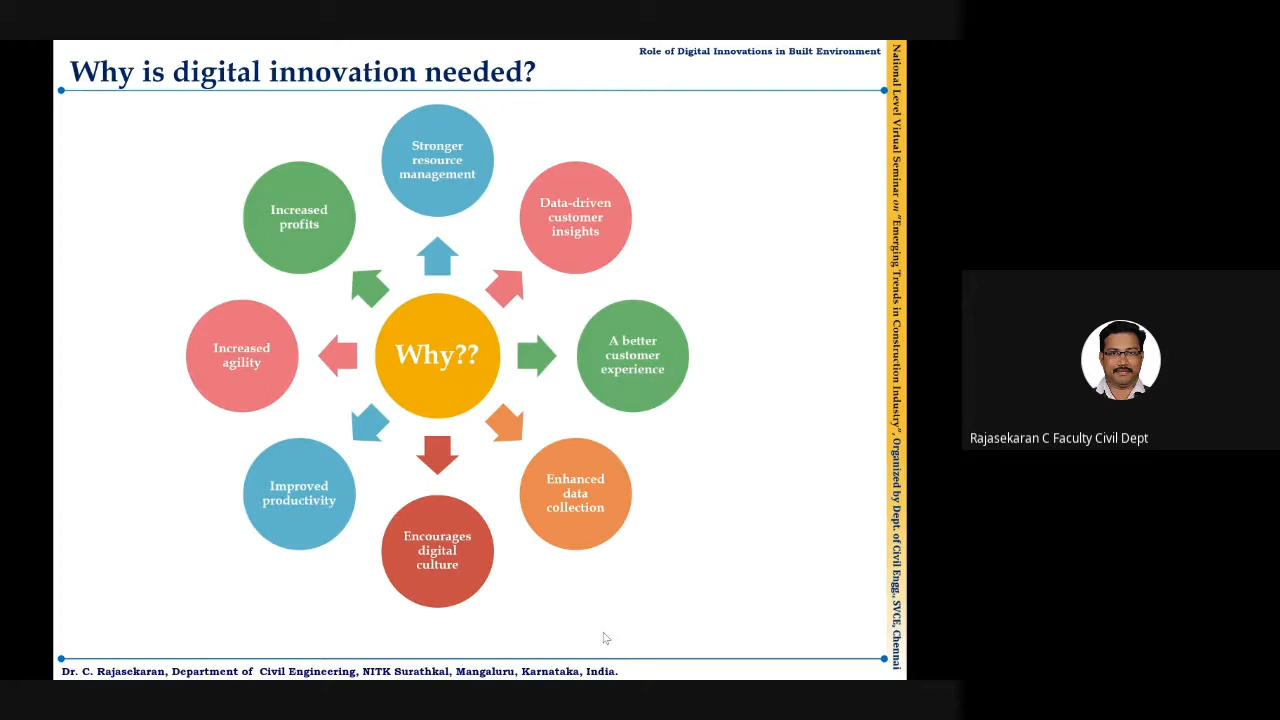 Role of Digital Innovations in Built Environment
Why is digital innovation needed?
Stronger
resource
management
Data-driven
customer
insights
A better
customer
experience
Enhanced
data
collection
Encourages
digital
culture
Improved
productivity
Increased
agility
Increased
profits
Why??
National Level Virtual Seminar on "Emerging Trends in Construction Industry", Organized by Dept. of Civil Engg., SVCE, Chennai
Dr. C. Rajasekaran, Department of Civil Engineering, NITK Surathkal, Mangaluru, Karnataka, India.
Rajasekaran C Faculty Civil Dept